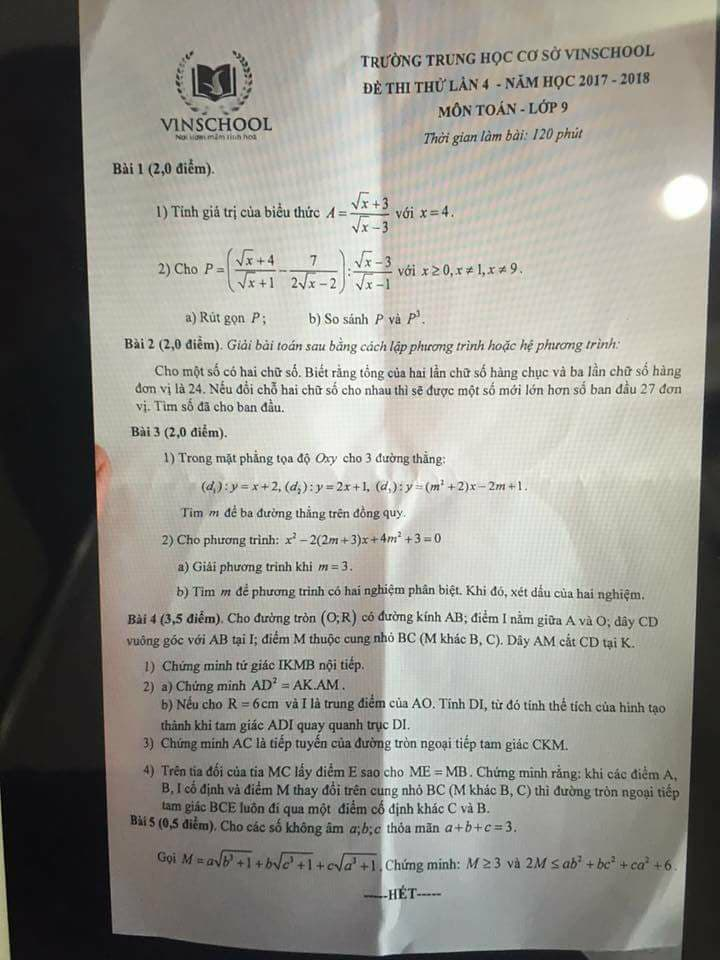 VINSCHOOL
Nơi ươm mầm tinh hoa
TRƯỜNG TRUNG HỌC CƠ SỞ VINSCHOOL
ĐỀ THI THỬ LẦN 4 - NĂM HỌC 2017 - 2018
MÔN TOÁN - LỚP 9
Thời gian làm bài: 120 phút
Bài 1 (2,0 điểm).
1) Tính giá trị của biểu thức A = (√x + 3)/(√x − 3) với x = 4.
2) Cho P = ((√x + 4)/(√x + 1) − 7/(2√x − 2)) : (√x − 3)/(√x − 1) với x ≥ 0, x ≠ 1, x ≠ 9.
a) Rút gọn P; b) So sánh P và P³.
Bài 2 (2,0 điểm). Giải bài toán sau bằng cách lập phương trình hoặc hệ phương trình:
Cho một số có hai chữ số. Biết rằng tổng của hai lần chữ số hàng chục và ba lần chữ số hàng
đơn vị là 24. Nếu đổi chỗ hai chữ số cho nhau thì sẽ được một số mới lớn hơn số ban đầu 27 đơn
vị. Tìm số đã cho ban đầu.
Bài 3 (2,0 điểm).
1) Trong mặt phẳng tọa độ Oxy cho 3 đường thẳng:
(d₁): y = x + 2, (d₂): y = 2x + 1, (d₃): y = (m² + 2)x − 2m + 1.
Tìm m để ba đường thẳng trên đồng quy.
2) Cho phương trình: x² − 2(2m + 3)x + 4m² + 3 = 0
a) Giải phương trình khi m = 3.
b) Tìm m để phương trình có hai nghiệm phân biệt. Khi đó, xét dấu của hai nghiệm.
Bài 4 (3,5 điểm). Cho đường tròn (O;R) có đường kính AB; điểm I nằm giữa A và O; dây CD
vuông góc với AB tại I; điểm M thuộc cung nhỏ BC (M khác B, C). Dây AM cắt CD tại K.
1) Chứng minh tứ giác IKMB nội tiếp.
2) a) Chứng minh AD² = AK.AM.
b) Nếu cho R = 6cm và I là trung điểm của AO. Tính DI, từ đó tính thể tích của hình tạo
thành khi tam giác ADI quay quanh trục DI.
3) Chứng minh AC là tiếp tuyến của đường tròn ngoại tiếp tam giác CKM.
4) Trên tia đối của tia MC lấy điểm E sao cho ME = MB. Chứng minh rằng: khi các điểm A,
B, I cố định và điểm M thay đổi trên cung nhỏ BC (M khác B, C) thì đường tròn ngoại tiếp
tam giác BCE luôn đi qua một điểm cố định khác C và B.
Bài 5 (0,5 điểm). Cho các số không âm a;b;c thỏa mãn a + b + c = 3.
Gọi M = a√(b³ + 1) + b√(c³ + 1) + c√(a³ + 1). Chứng minh: M ≥ 3 và 2M ≤ ab² + bc² + ca² + 6.
-----HẾT-----